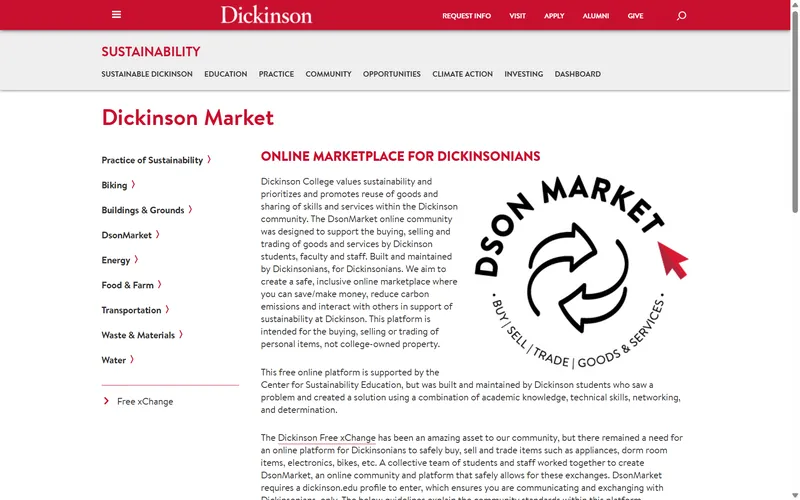 Dickinson
REQUEST INFO
VISIT
APPLY
ALUMNI
GIVE
SUSTAINABILITY
SUSTAINABLE DICKINSON
EDUCATION
PRACTICE
COMMUNITY
OPPORTUNITIES
CLIMATE ACTION
INVESTING
DASHBOARD
Dickinson Market
Practice of Sustainability
Biking
Buildings & Grounds
DsonMarket
Energy
Food & Farm
Transportation
Waste & Materials
Water
Free xChange
ONLINE MARKETPLACE FOR DICKINSONIANS
Dickinson College values sustainability and
prioritizes and promotes reuse of goods and
sharing of skills and services within the Dickinson
community. The DsonMarket online community
was designed to support the buying, selling and
trading of goods and services by Dickinson
students, faculty and staff. Built and maintained
by Dickinsonians, for Dickinsonians. We aim to
create a safe, inclusive online marketplace where
you can save/make money, reduce carbon
emissions and interact with others in support of
sustainability at Dickinson. This platform is
intended for the buying, selling or trading of
personal items, not college-owned property.
DSON MARKET
• BUY | SELL | TRADE | GOODS & SERVICES •
This free online platform is supported by the
Center for Sustainability Education, but was built and maintained by Dickinson students who saw a
problem and created a solution using a combination of academic knowledge, technical skills, networking,
and determination.
The Dickinson Free xChange has been an amazing asset to our community, but there remained a need for
an online platform for Dickinsonians to safely buy, sell and trade items such as appliances, dorm room
items, electronics, bikes, etc. A collective team of students and staff worked together to create
DsonMarket, an online community and platform that safely allows for these exchanges. DsonMarket
requires a dickinson.edu profile to enter, which ensures you are communicating and exchanging with
Dickinsonians, only. The below guidelines explain the community standards within this platform.